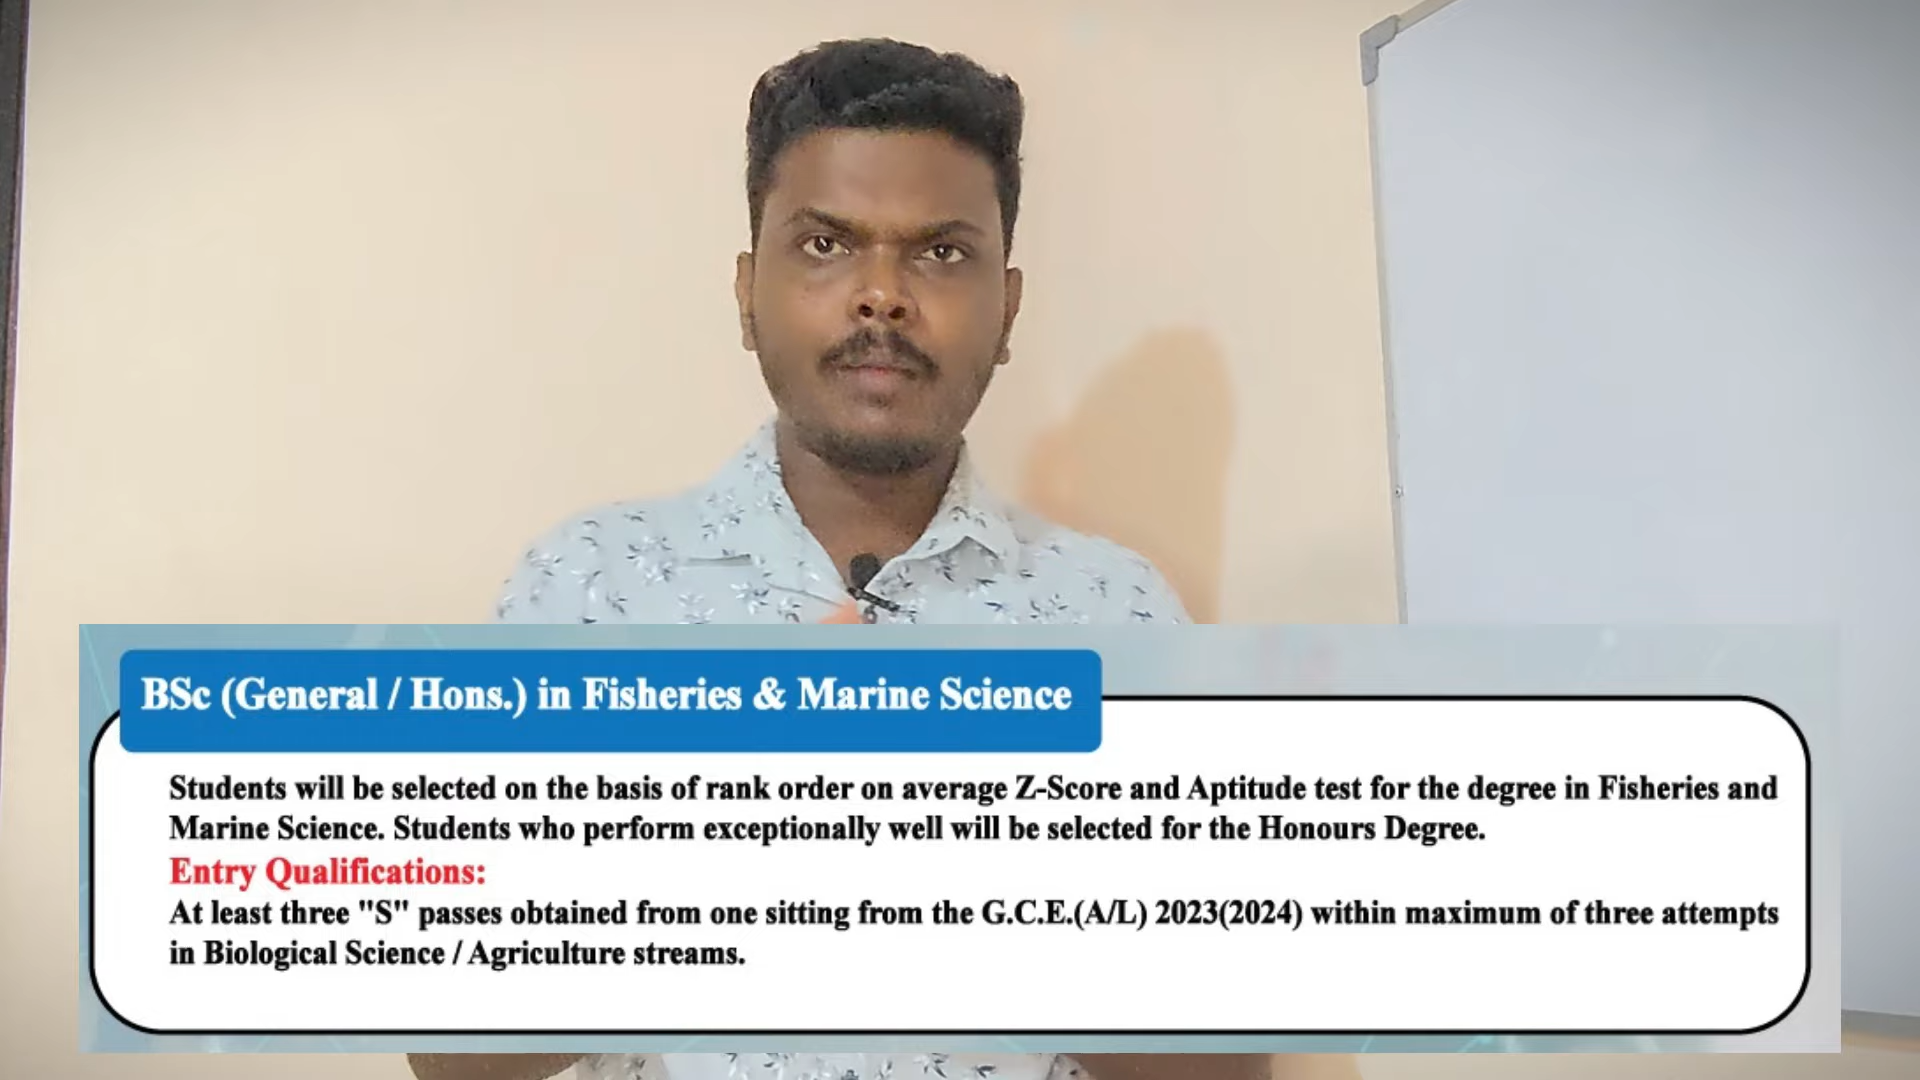 BSc (General / Hons.) in Fisheries & Marine Science
Students will be selected on the basis of rank order on average Z-Score and Aptitude test for the degree in Fisheries and
Marine Science. Students who perform exceptionally well will be selected for the Honours Degree.
Entry Qualifications:
At least three "S" passes obtained from one sitting from the G.C.E.(A/L) 2023(2024) within maximum of three attempts
in Biological Science / Agriculture streams.